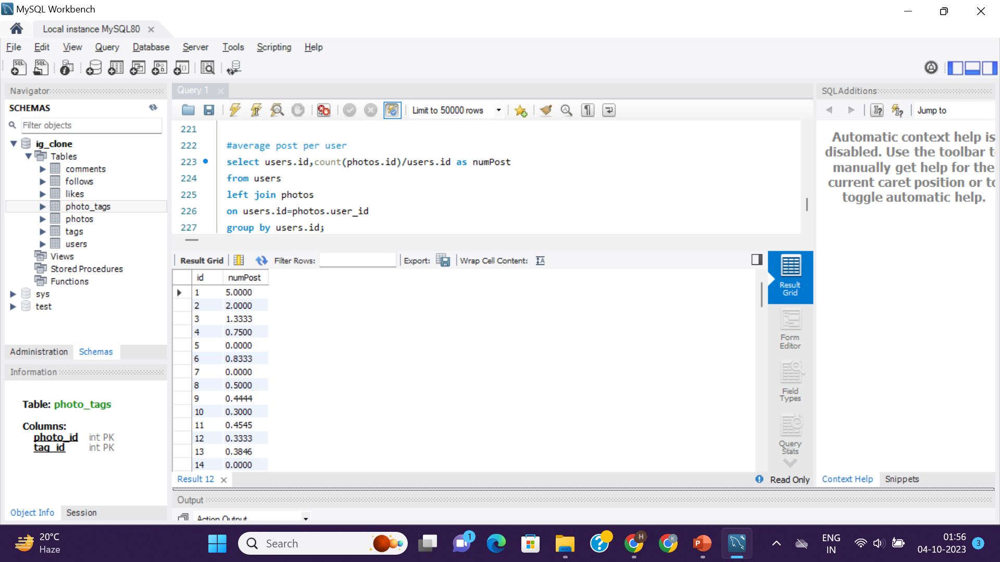 MySQL Workbench
Local instance MySQL80
File Edit View Query Database Server Tools Scripting Help
Navigator
SCHEMAS
Filter objects
ig_clone
Tables
comments
follows
likes
photo_tags
photos
tags
users
Views
Stored Procedures
Functions
sys
test
Administration Schemas
Information
Table: photo_tags
Columns:
photo_id int PK
tag_id int PK
Object Info Session
Query 1
Limit to 50000 rows
221
222 #average post per user
223 select users.id,count(photos.id)/users.id as numPost
224 from users
225 left join photos
226 on users.id=photos.user_id
227 group by users.id;
Result Grid Filter Rows: Export: Wrap Cell Content:
id numPost
1 5.0000
2 2.0000
3 1.3333
4 0.7500
5 0.0000
6 0.8333
7 0.0000
8 0.5000
9 0.4444
10 0.3000
11 0.4545
12 0.3333
13 0.3846
14 0.0000
Result Grid
Form Editor
Field Types
Query Stats
Result 12
Read Only
Output
Action Output
SQLAdditions
Jump to
Automatic context help is
disabled. Use the toolbar t
manually get help for the
current caret position or to
toggle automatic help.
Context Help Snippets
20°C
Haze
Search
1
H
K
ENG
IN
01:56
04-10-2023
3